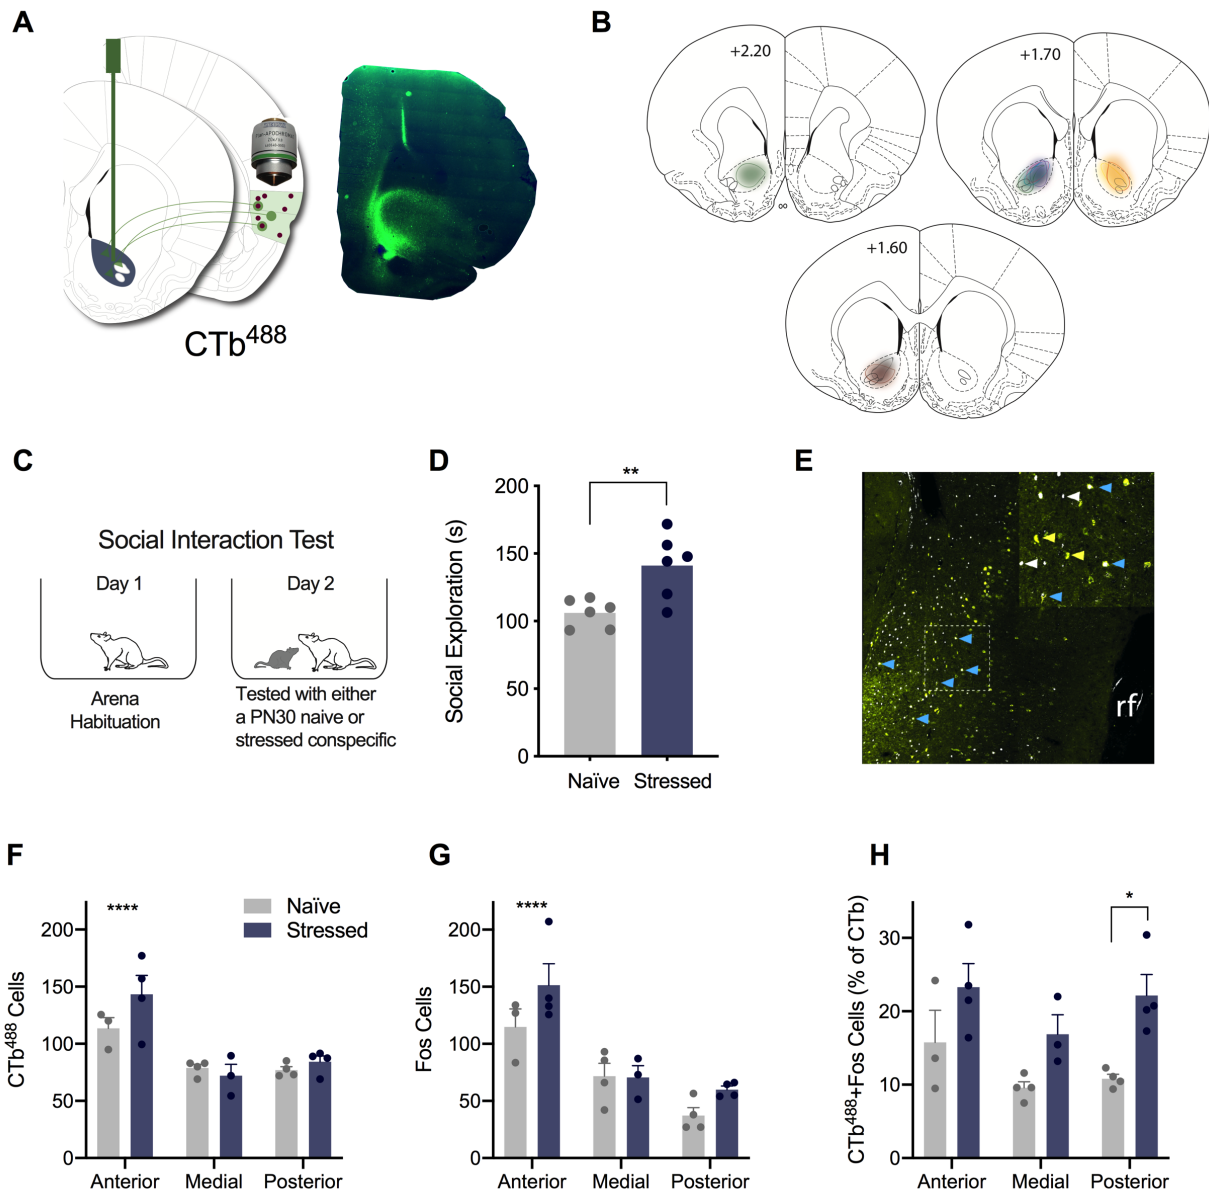 A
CTb488
B
+2.20
+1.70
+1.60
C
Social Interaction Test
Day 1
Day 2
Arena
Habituation
Tested with either
a PN30 naive or
stressed conspecific
D
Social Exploration (s)
200
150
100
50
0
**
Naïve
Stressed
E
rf
F
CTb488 Cells
200
150
100
50
0
****
Naïve
Stressed
Anterior
Medial
Posterior
G
Fos Cells
200
150
100
50
0
****
Anterior
Medial
Posterior
H
CTb488+Fos Cells (% of CTb)
30
20
10
0
*
Anterior
Medial
Posterior